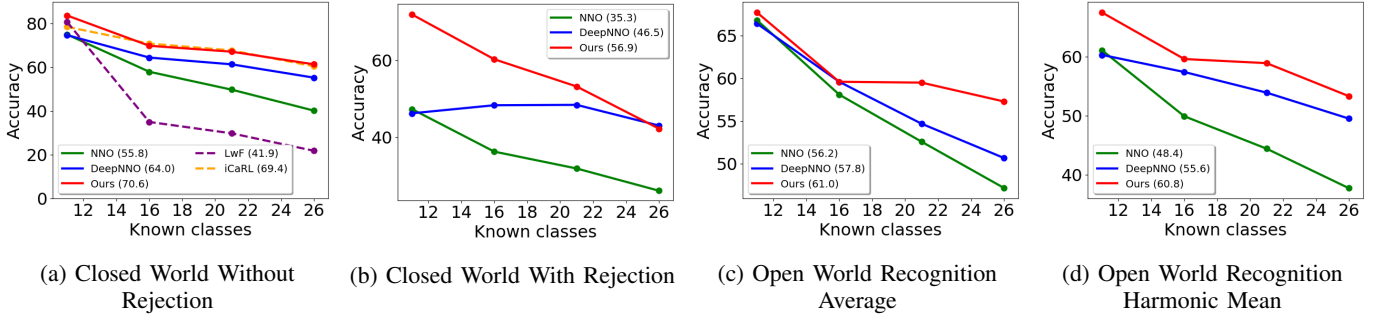 Accuracy
80
60
40
20
0
NNO (55.8)
DeepNNO (64.0)
Ours (70.6)
LwF (41.9)
iCaRL (69.4)
12 14 16 18 20 22 24 26
Known classes
(a) Closed World Without
Rejection
Accuracy
60
40
NNO (35.3)
DeepNNO (46.5)
Ours (56.9)
12 14 16 18 20 22 24 26
Known classes
(b) Closed World With Rejection
Accuracy
65
60
55
50
NNO (56.2)
DeepNNO (57.8)
Ours (61.0)
12 14 16 18 20 22 24 26
Known classes
(c) Open World Recognition
Average
Accuracy
60
50
40
NNO (48.4)
DeepNNO (55.6)
Ours (60.8)
12 14 16 18 20 22 24 26
Known classes
(d) Open World Recognition
Harmonic Mean